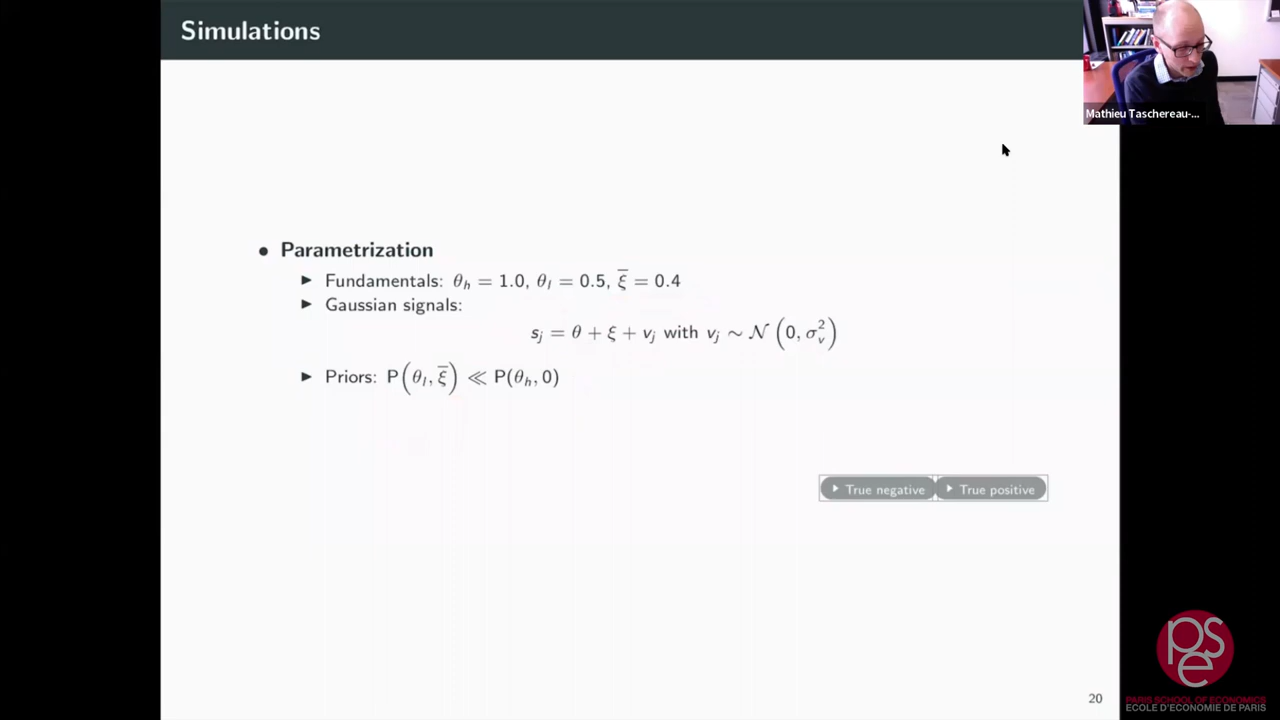 Simulations
Mathieu Taschereau-...
• Parametrization
▶ Fundamentals: θ_h = 1.0, θ_l = 0.5, ξ̅ = 0.4
▶ Gaussian signals:
s_j = θ + ξ + v_j with v_j ∼ 𝒩 (0, σ_v^2)
▶ Priors: P(θ_l, ξ̅) ≪ P(θ_h, 0)
▶ True negative ▶ True positive
20
pse
PARIS SCHOOL OF ECONOMICS
ECOLE D'ECONOMIE DE PARIS